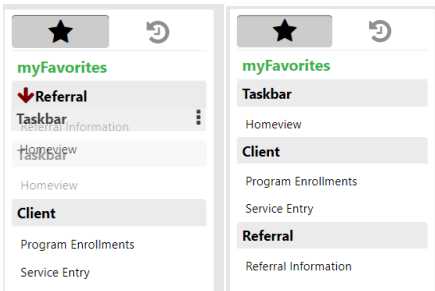 myFavorites
Referral
Taskbar
Referral Information
Homeview
Taskbar
Homeview
Client
Program Enrollments
Service Entry
myFavorites
Taskbar
Homeview
Client
Program Enrollments
Service Entry
Referral
Referral Information